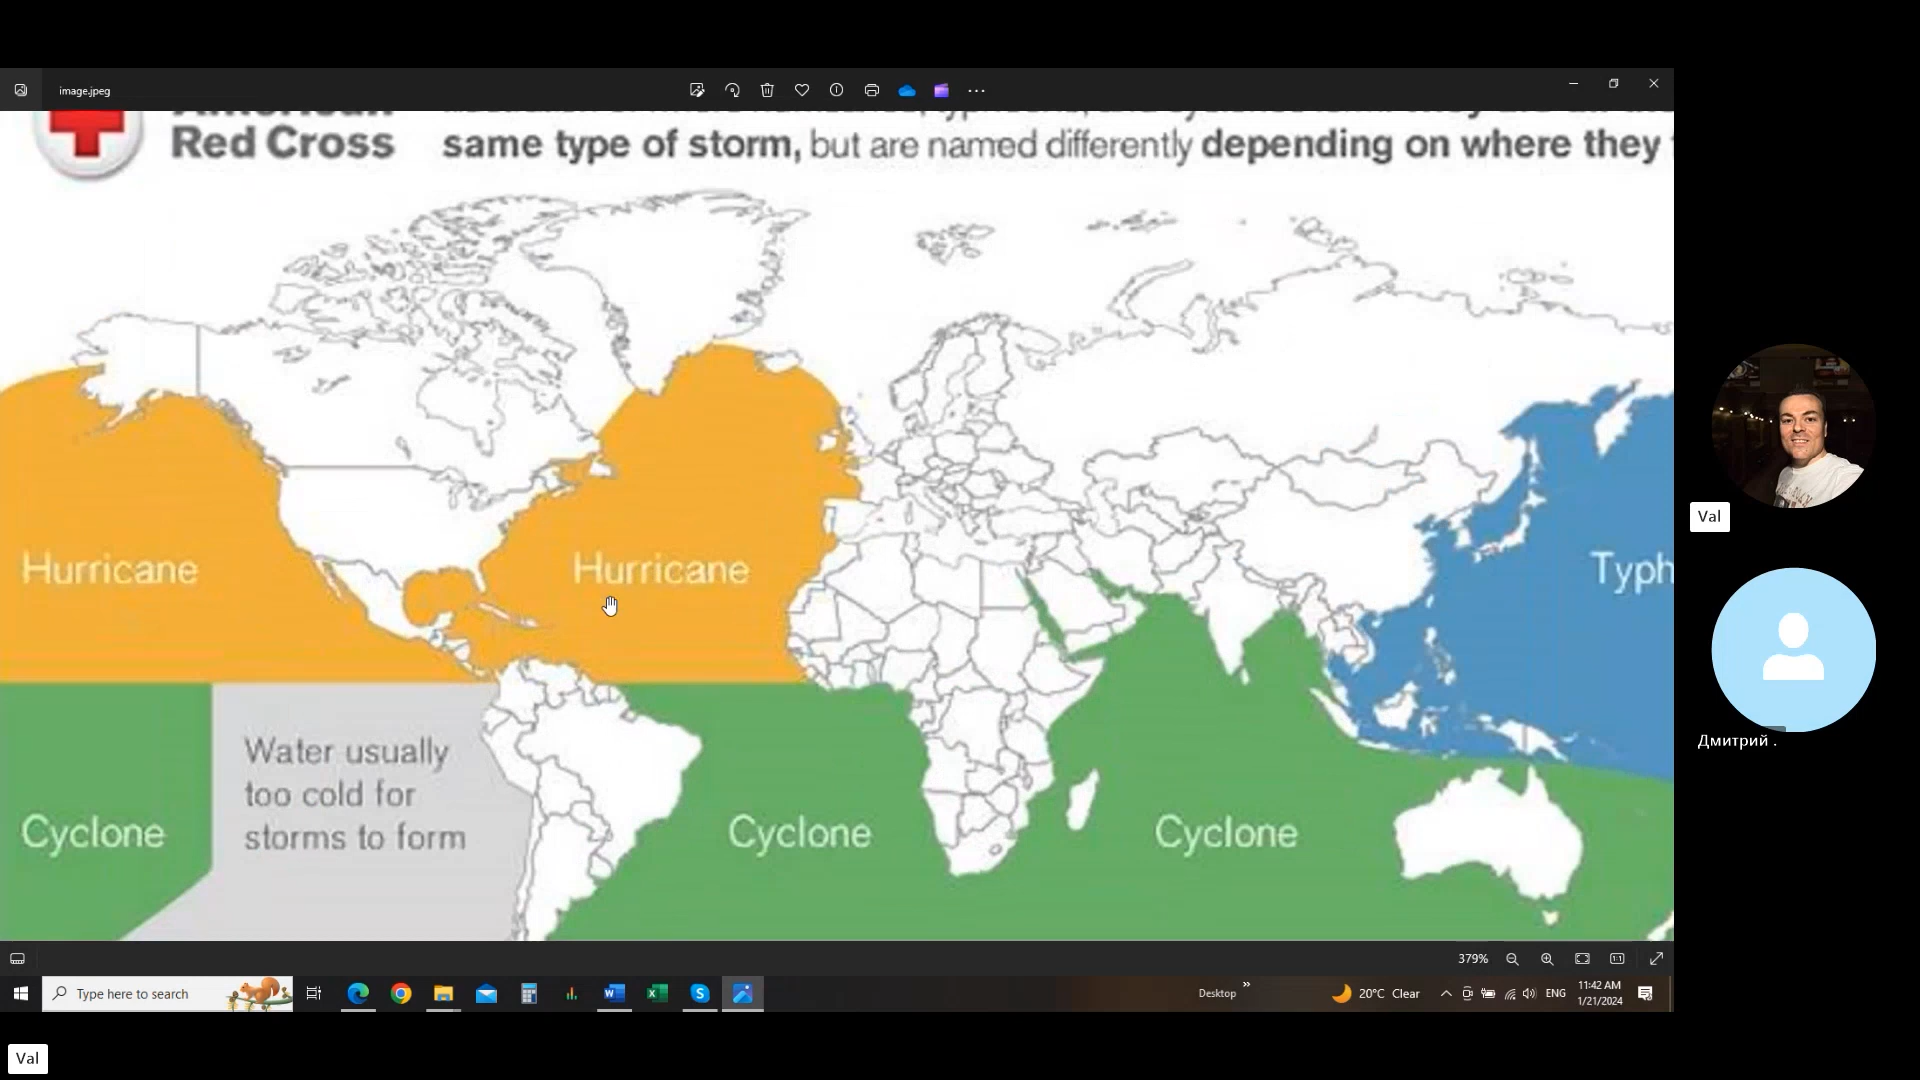 image.jpeg
American
Red Cross
same type of storm, but are named differently depending on where they
Hurricane
Hurricane
Typh
Water usually
too cold for
storms to form
Cyclone
Cyclone
Cyclone
Val
Дмитрий .
379%
Type here to search
Desktop
20°C Clear
ENG
11:42 AM
1/21/2024
Val